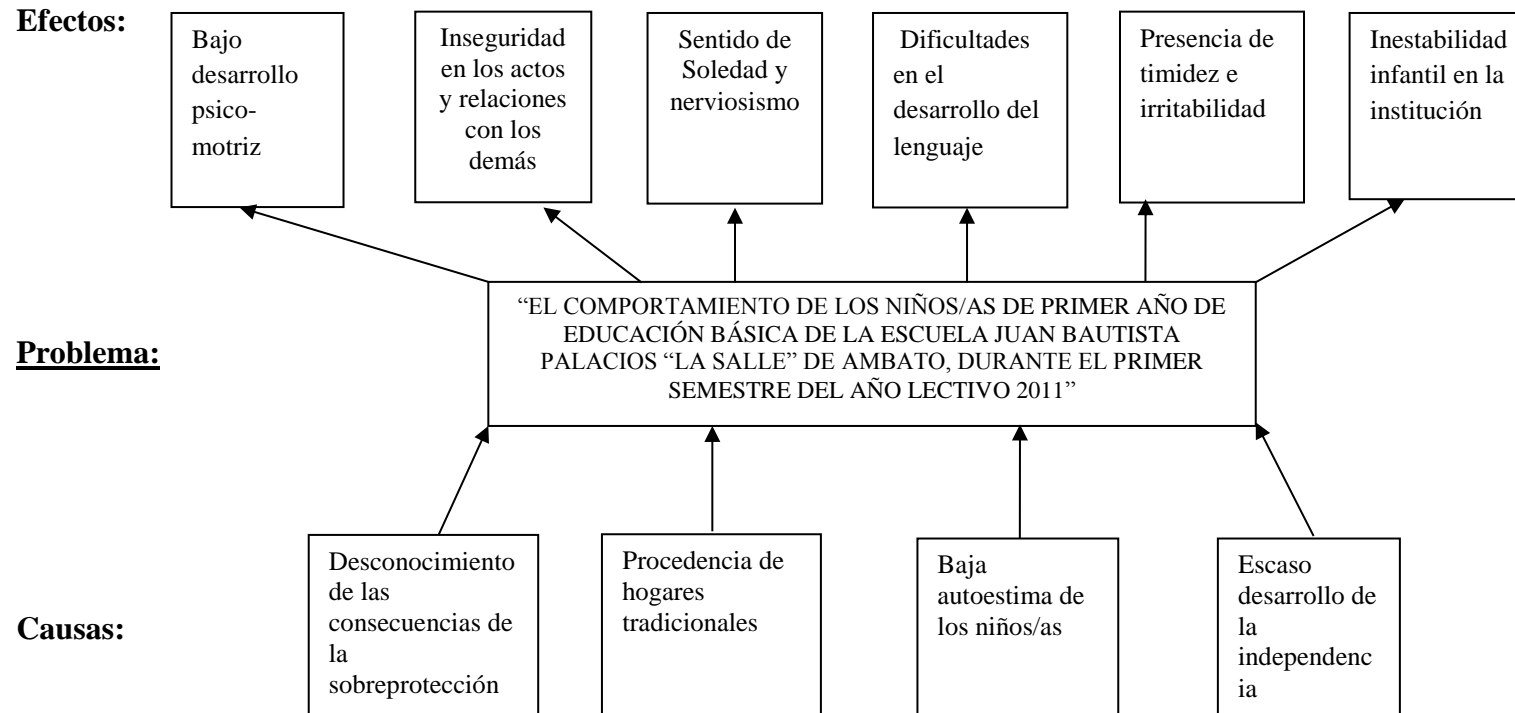 Efectos:
Bajo
desarrollo
psico-
motriz
Inseguridad
en los actos
y relaciones
con los
demás
Sentido de
Soledad y
nerviosismo
Dificultades
en el
desarrollo del
lenguaje
Presencia de
timidez e
irritabilidad
Inestabilidad
infantil en la
institución
Problema:
“EL COMPORTAMIENTO DE LOS NIÑOS/AS DE PRIMER AÑO DE
EDUCACIÓN BÁSICA DE LA ESCUELA JUAN BAUTISTA
PALACIOS “LA SALLE” DE AMBATO, DURANTE EL PRIMER
SEMESTRE DEL AÑO LECTIVO 2011”
Causas:
Desconocimiento
de las
consecuencias de
la
sobreprotección
Procedencia de
hogares
tradicionales
Baja
autoestima de
los niños/as
Escaso
desarrollo de
la
independenc
ia